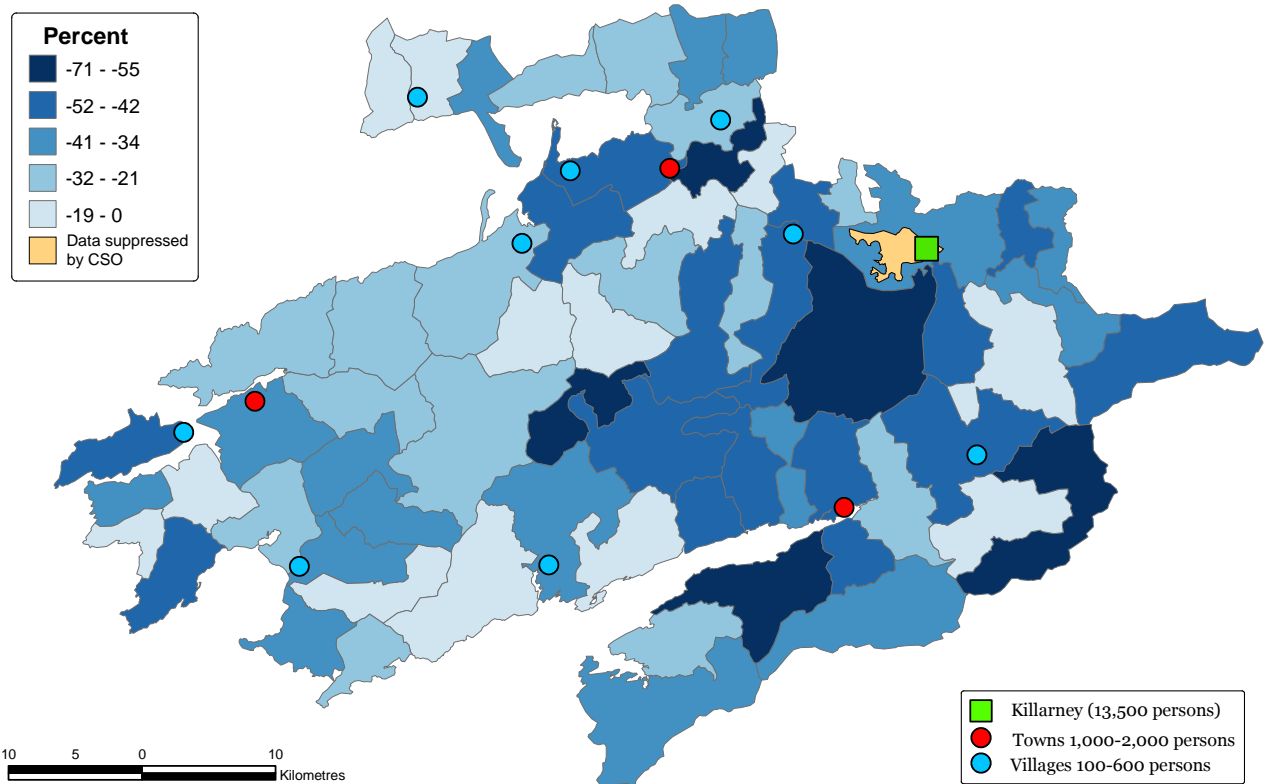 Percent
-71 - -55
-52 - -42
-41 - -34
-32 - -21
-19 - 0
Data suppressed
by CSO
Killarney (13,500 persons)
Towns 1,000-2,000 persons
Villages 100-600 persons
10 5 0 10
Kilometres